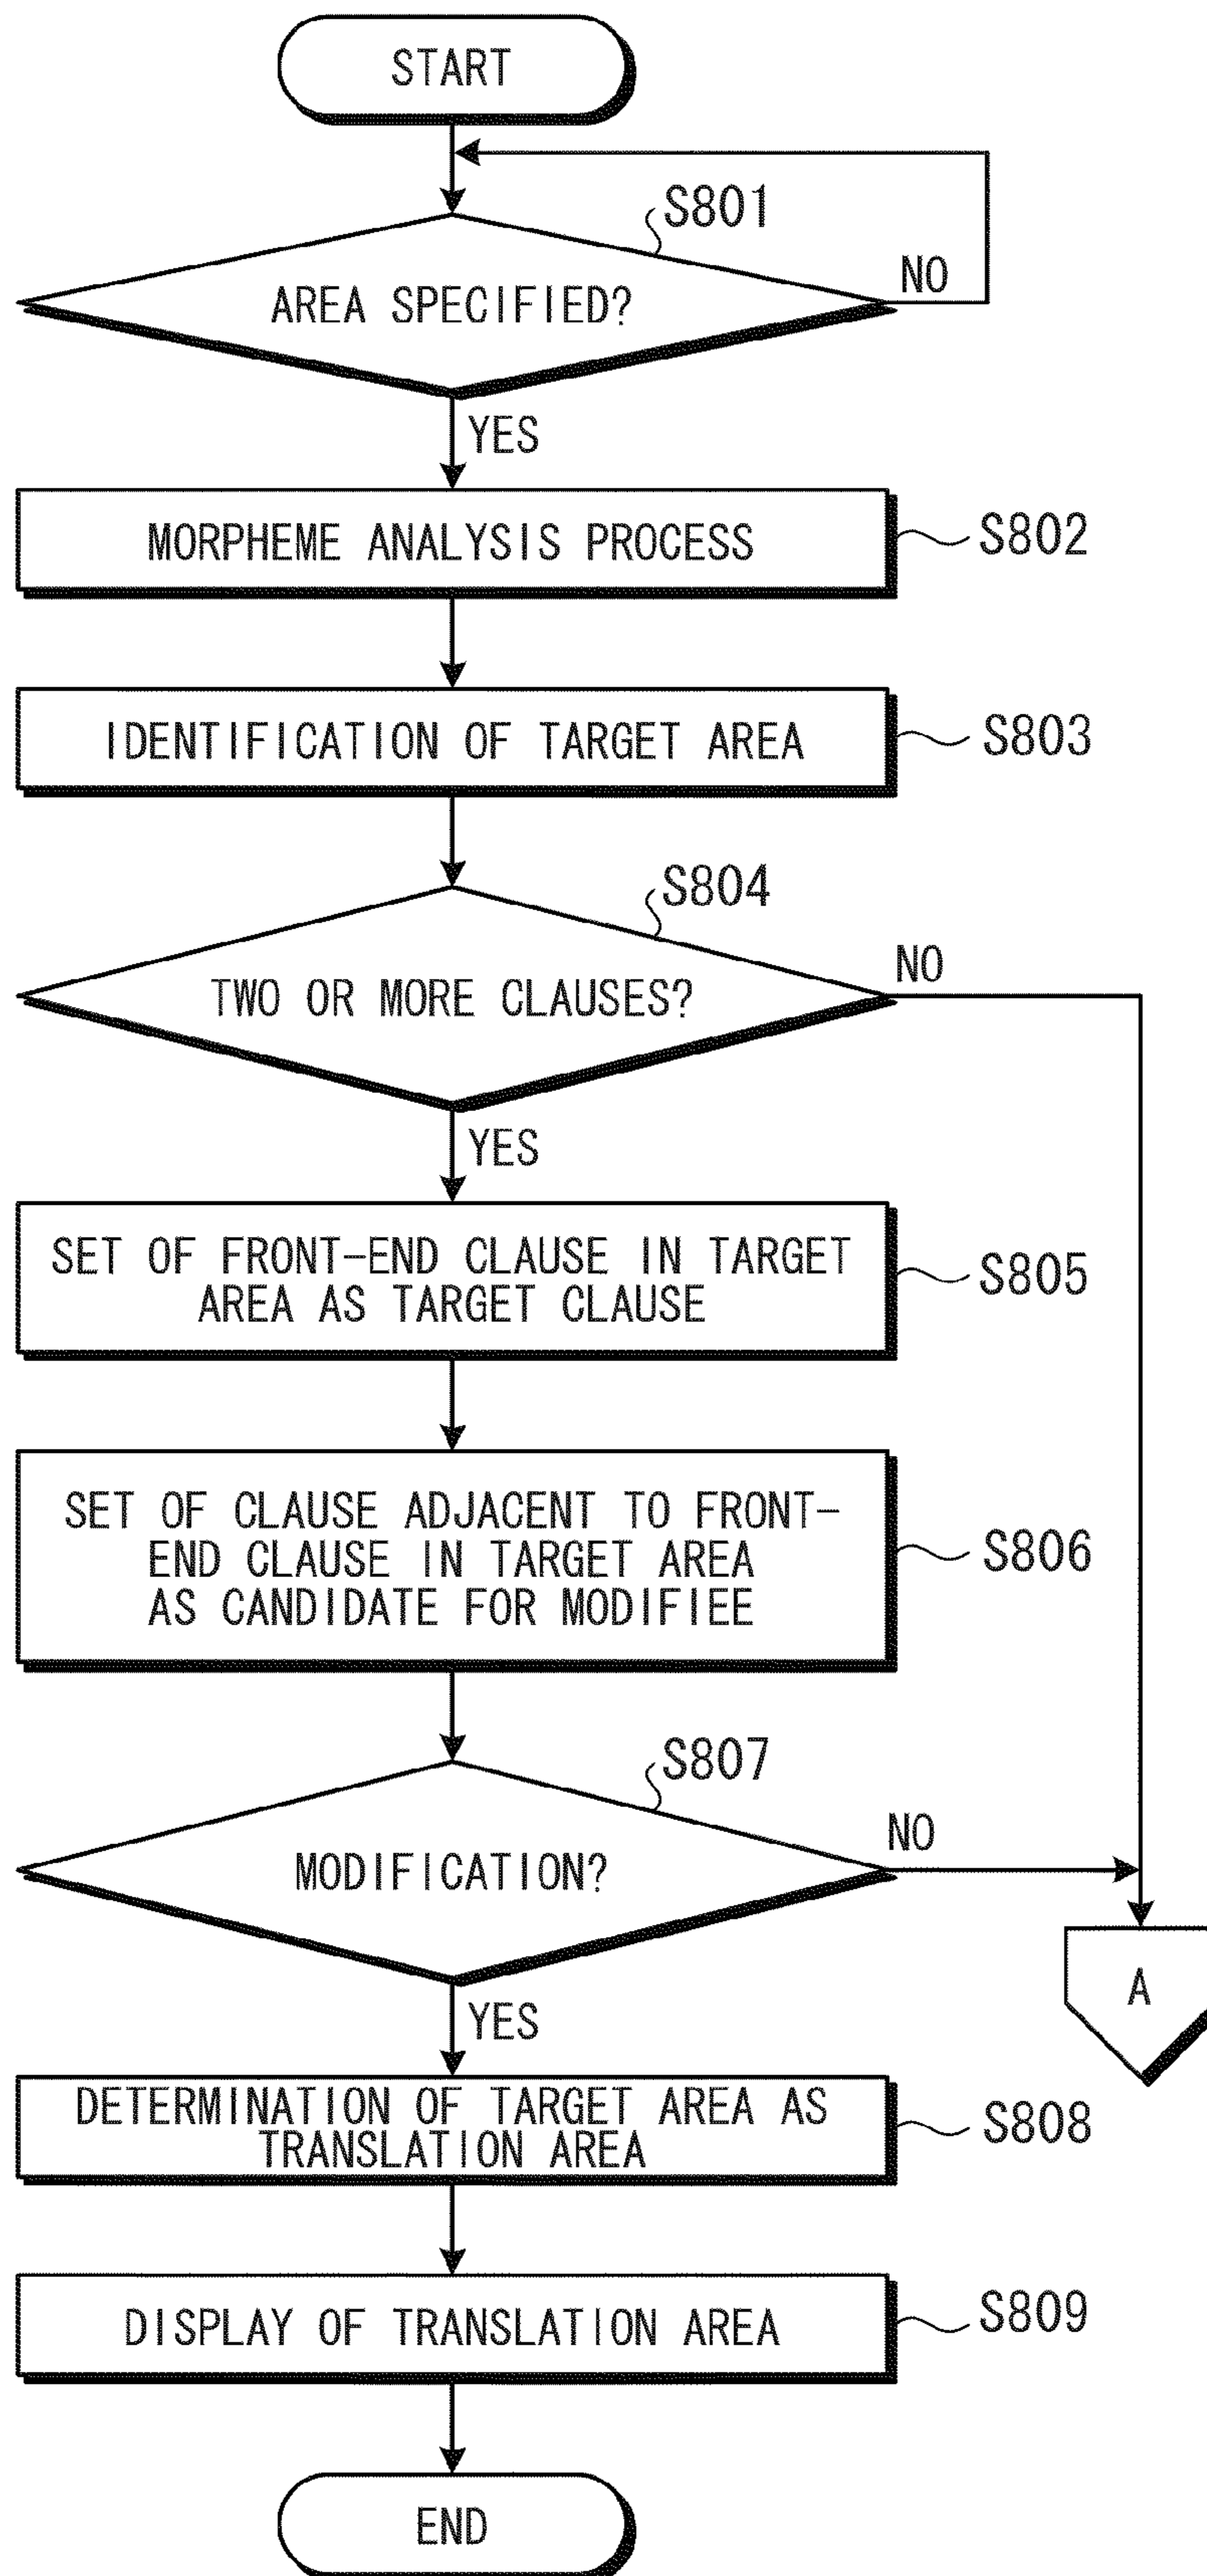 START
S801
AREA SPECIFIED?
NO
YES
MORPHEME ANALYSIS PROCESS
S802
IDENTIFICATION OF TARGET AREA
S803
S804
TWO OR MORE CLAUSES?
NO
YES
SET OF FRONT-END CLAUSE IN TARGET
AREA AS TARGET CLAUSE
S805
SET OF CLAUSE ADJACENT TO FRONT-
END CLAUSE IN TARGET AREA
AS CANDIDATE FOR MODIFIEE
S806
S807
MODIFICATION?
NO
A
YES
DETERMINATION OF TARGET AREA AS
TRANSLATION AREA
S808
DISPLAY OF TRANSLATION AREA
S809
END